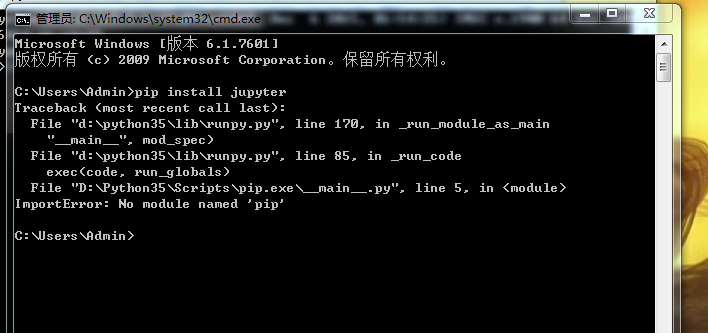 管理员: C:\Windows\system32\cmd.exe
Microsoft Windows [版本 6.1.7601]
版权所有 (c) 2009 Microsoft Corporation。保留所有权利。
C:\Users\Admin>pip install jupyter
Traceback (most recent call last):
File "d:\python35\lib\runpy.py", line 170, in _run_module_as_main
"__main__", mod_spec)
File "d:\python35\lib\runpy.py", line 85, in _run_code
exec(code, run_globals)
File "D:\Python35\Scripts\pip.exe\__main__.py", line 5, in <module>
ImportError: No module named 'pip'
C:\Users\Admin>